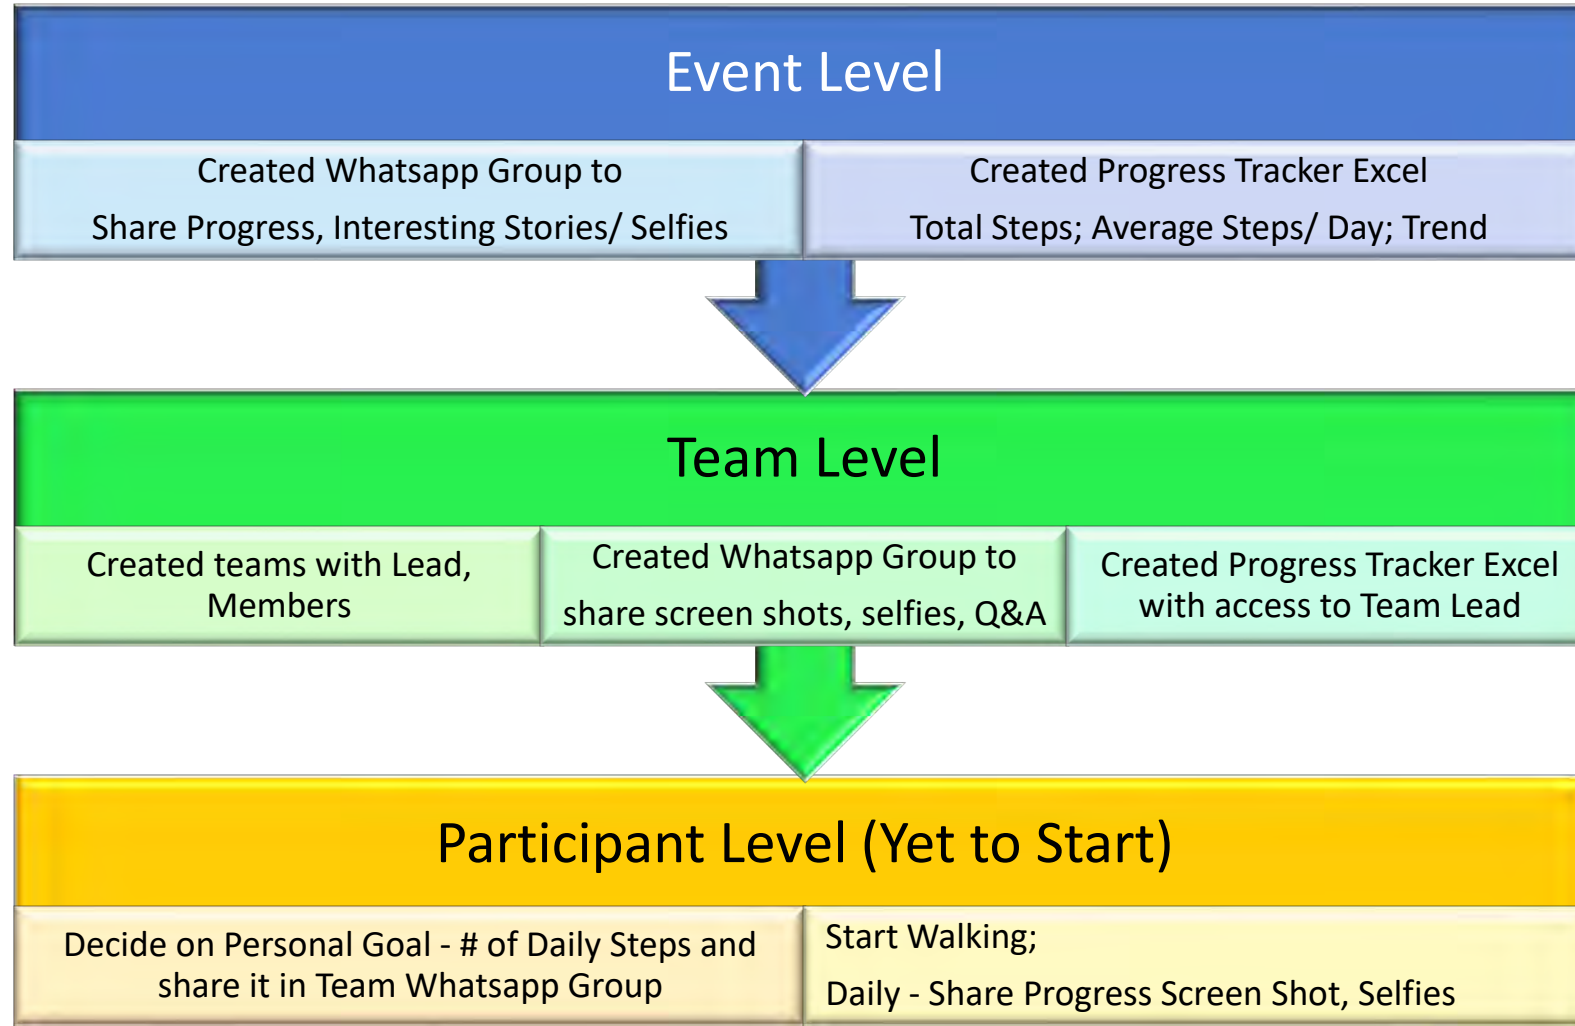 Event Level
Created Whatsapp Group to
Share Progress, Interesting Stories/ Selfies
Created Progress Tracker Excel
Total Steps; Average Steps/ Day; Trend
Team Level
Created teams with Lead,
Members
Created Whatsapp Group to
share screen shots, selfies, Q&A
Created Progress Tracker Excel
with access to Team Lead
Participant Level (Yet to Start)
Decide on Personal Goal - # of Daily Steps and
share it in Team Whatsapp Group
Start Walking;
Daily - Share Progress Screen Shot, Selfies